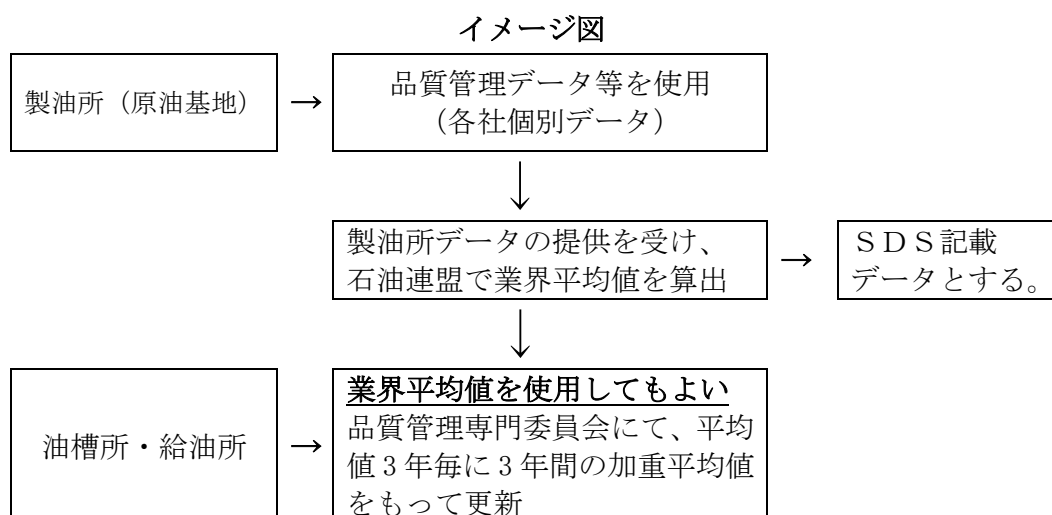 イメージ図
製油所（原油基地）
→
品質管理データ等を使用
（各社個別データ）
↓
製油所データの提供を受け、
石油連盟で業界平均値を算出
→
ＳＤＳ記載
データとする。
↓
油槽所・給油所
→
業界平均値を使用してもよい
品質管理専門委員会にて、平均
値３年毎に３年間の加重平均値
をもって更新